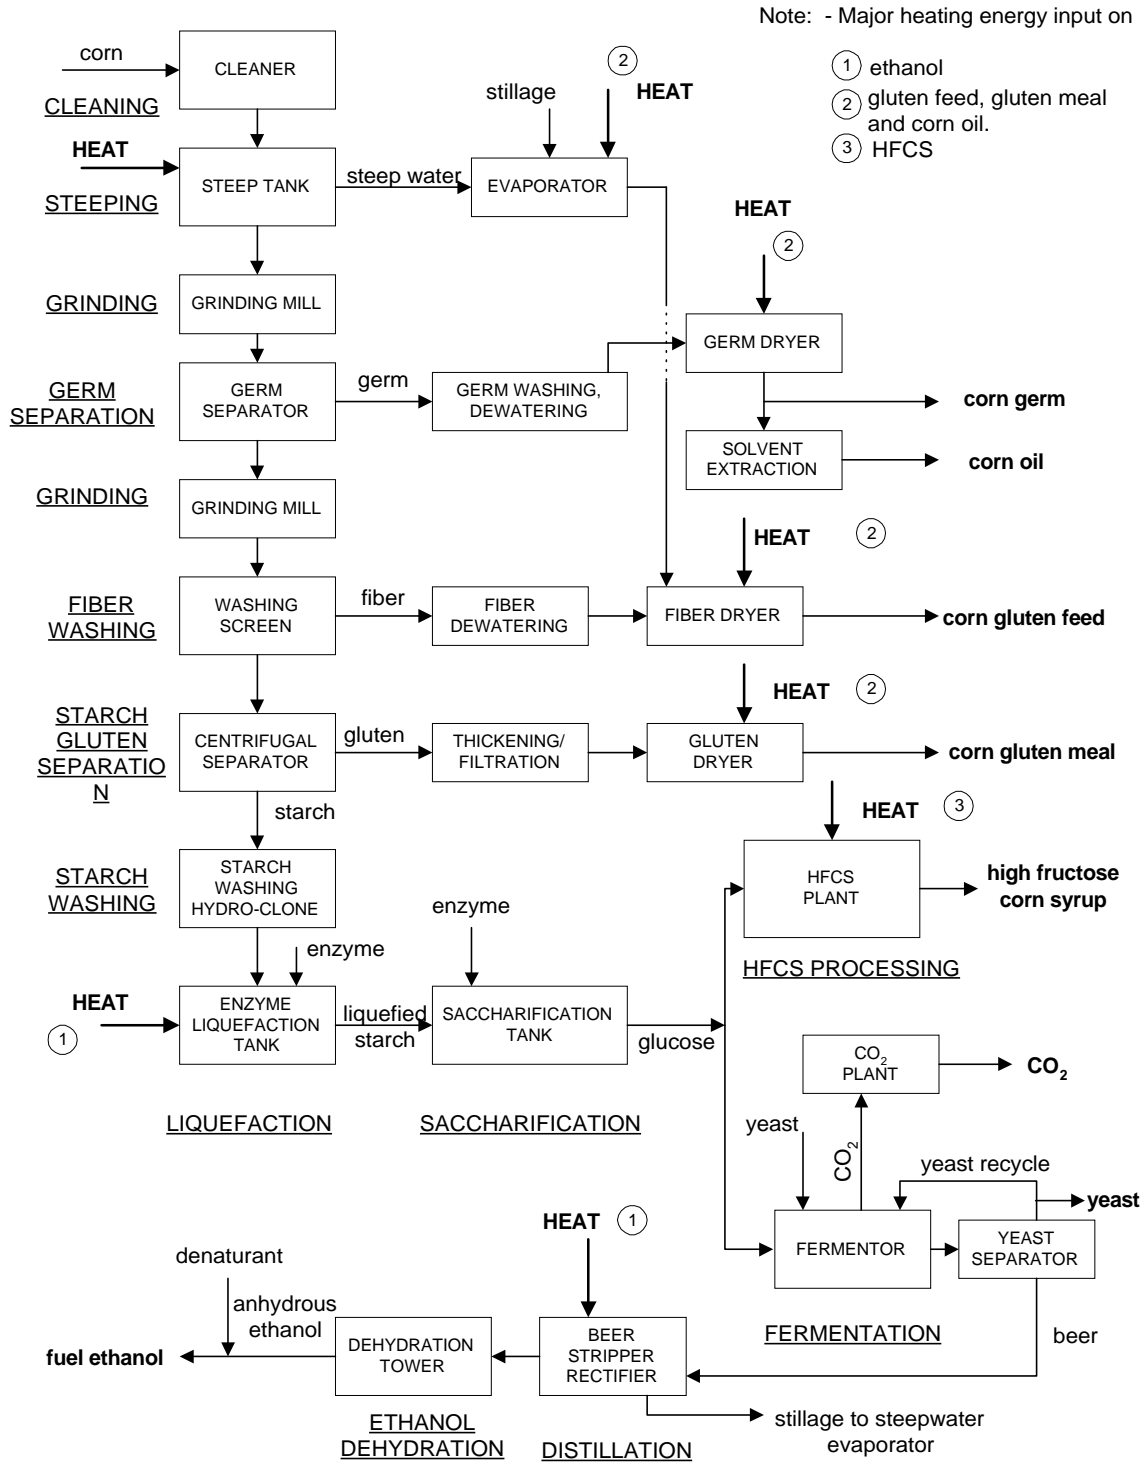 Note:  - Major heating energy input on
1 ethanol
2 gluten feed, gluten meal
and corn oil.
3 HFCS
corn
CLEANER
CLEANING
HEAT
STEEP TANK
STEEPING
steep water
stillage
2
HEAT
EVAPORATOR
HEAT
2
GRINDING
GRINDING MILL
GERM DRYER
GERM
SEPARATION
GERM
SEPARATOR
germ
GERM WASHING,
DEWATERING
corn germ
SOLVENT
EXTRACTION
corn oil
GRINDING
GRINDING MILL
HEAT
2
FIBER
WASHING
WASHING
SCREEN
fiber
FIBER
DEWATERING
FIBER DRYER
corn gluten feed
HEAT
2
STARCH
GLUTEN
SEPARATIO
N
CENTRIFUGAL
SEPARATOR
gluten
THICKENING/
FILTRATION
GLUTEN
DRYER
corn gluten meal
starch
HEAT
3
STARCH
WASHING
STARCH
WASHING
HYDRO-CLONE
HFCS
PLANT
high fructose
corn syrup
HFCS PROCESSING
enzyme
enzyme
HEAT
1
ENZYME
LIQUEFACTION
TANK
liquefied
starch
SACCHARIFICATION
TANK
glucose
LIQUEFACTION
SACCHARIFICATION
CO2
PLANT
CO2
yeast
CO2
yeast recycle
yeast
FERMENTOR
YEAST
SEPARATOR
FERMENTATION
beer
HEAT
1
denaturant
anhydrous
ethanol
fuel ethanol
DEHYDRATION
TOWER
BEER
STRIPPER
RECTIFIER
ETHANOL
DEHYDRATION
DISTILLATION
stillage to steepwater
evaporator